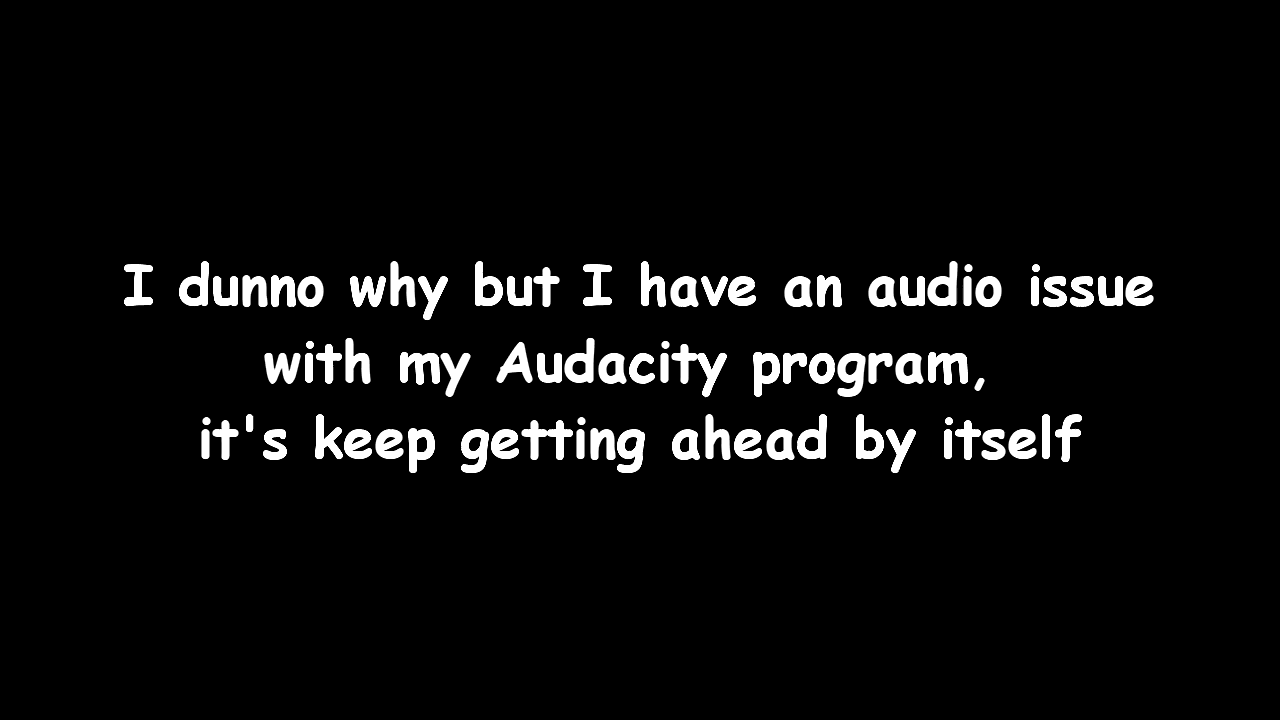 I dunno why but I have an audio issue
with my Audacity program,
it's keep getting ahead by itself